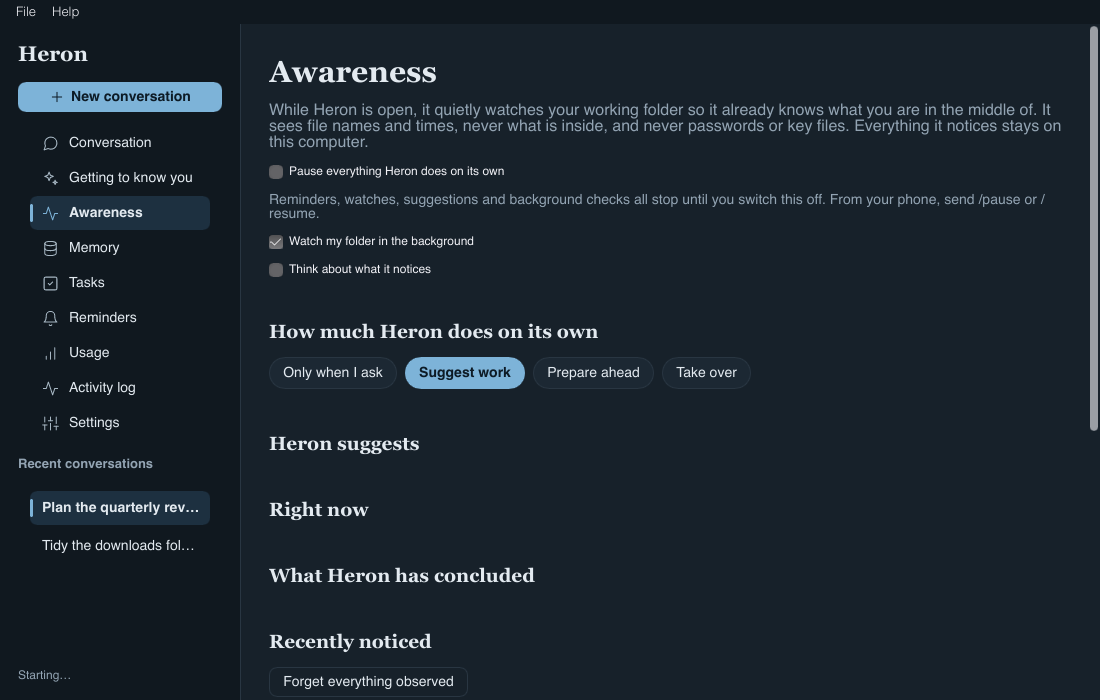 File Help
Heron
New conversation
Conversation
Getting to know you
Awareness
Memory
Tasks
Reminders
Usage
Activity log
Settings
Recent conversations
Plan the quarterly rev…
Tidy the downloads fol…
Starting…
Awareness
While Heron is open, it quietly watches your working folder so it already knows what you are in the middle of. It
sees file names and times, never what is inside, and never passwords or key files. Everything it notices stays on
this computer.
Pause everything Heron does on its own
Reminders, watches, suggestions and background checks all stop until you switch this off. From your phone, send /pause or /
resume.
Watch my folder in the background
Think about what it notices
How much Heron does on its own
Only when I ask Suggest work Prepare ahead Take over
Heron suggests
Right now
What Heron has concluded
Recently noticed
Forget everything observed